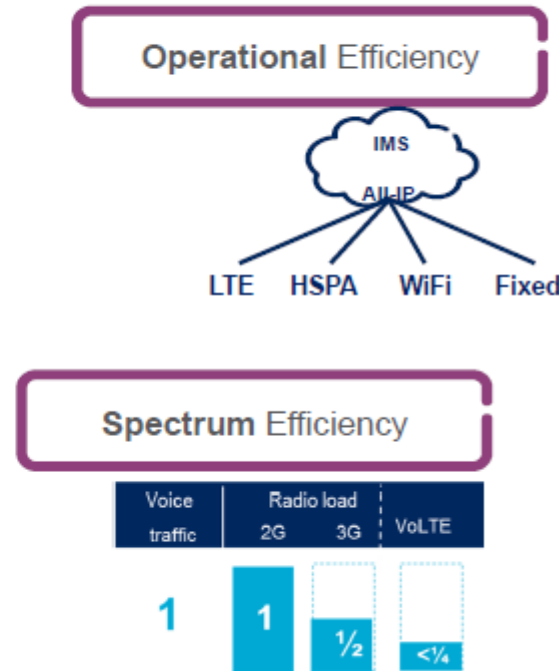 Operational Efficiency
IMS
All-IP
LTE HSPA WiFi Fixed
Spectrum Efficiency
Voice Radio load
traffic 2G 3G VoLTE
1 1 ½ <¼